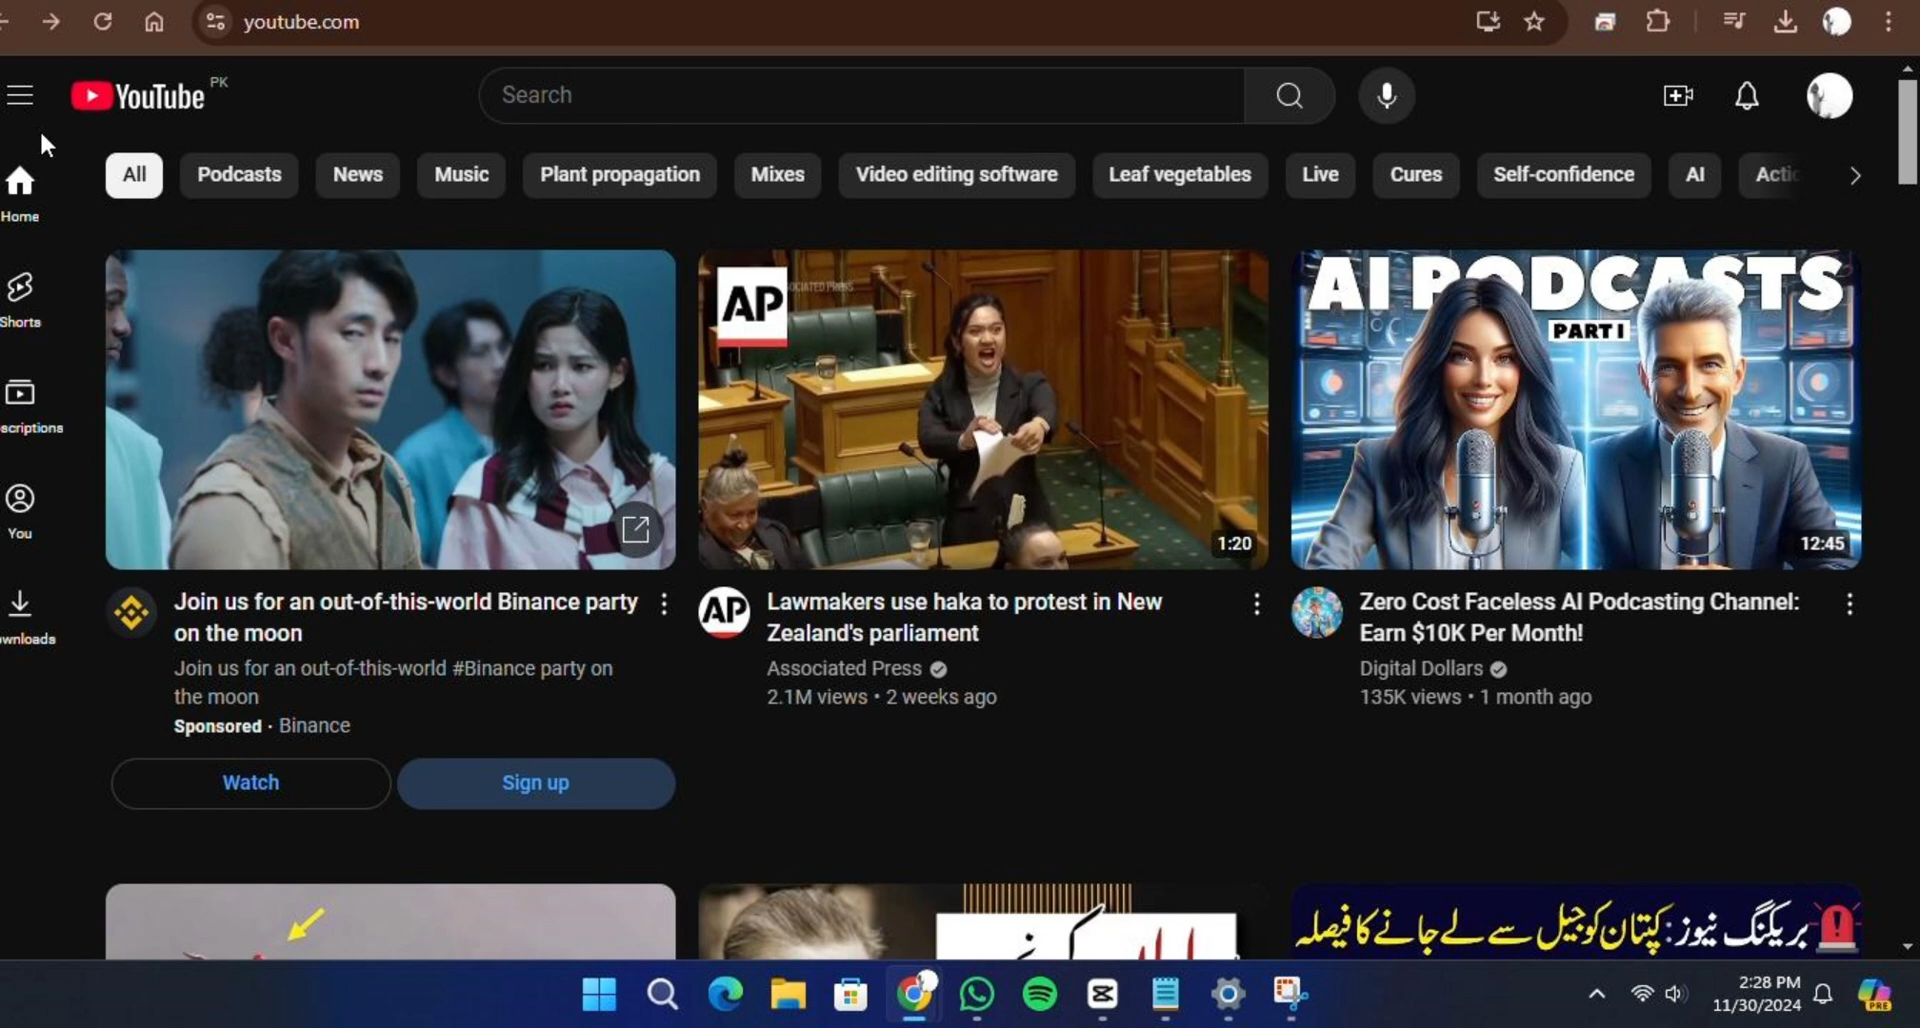 youtube.com
YouTube PK
Search
All
Podcasts
News
Music
Plant propagation
Mixes
Video editing software
Leaf vegetables
Live
Cures
Self-confidence
AI
Acti
Home
Shorts
scriptions
You
wnloads
AP
OCIATED PRESS
1:20
AI PODCASTS
PART I
12:45
Join us for an out-of-this-world Binance party
on the moon
Join us for an out-of-this-world #Binance party on
the moon
Sponsored · Binance
Watch
Sign up
AP
Lawmakers use haka to protest in New
Zealand's parliament
Associated Press
2.1M views • 2 weeks ago
Zero Cost Faceless AI Podcasting Channel:
Earn $10K Per Month!
Digital Dollars
135K views • 1 month ago
بریکنگ نیوز: کپتان کو جیل سے لے جانے کا فیصلہ
2:28 PM
11/30/2024
PRE